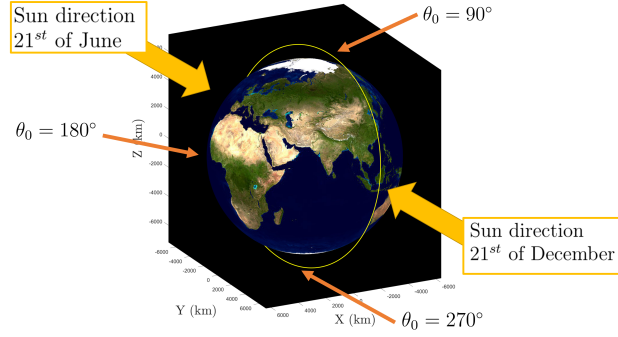 Sun direction
21st of June
θ₀ = 90°
θ₀ = 180°
Z (km)
6000
4000
2000
0
-2000
-4000
-6000
Sun direction
21st of December
-6000
-4000
-2000
0
2000
4000
6000
Y (km)
6000
4000
2000
0
-2000
-4000
-6000
X (km)
θ₀ = 270°